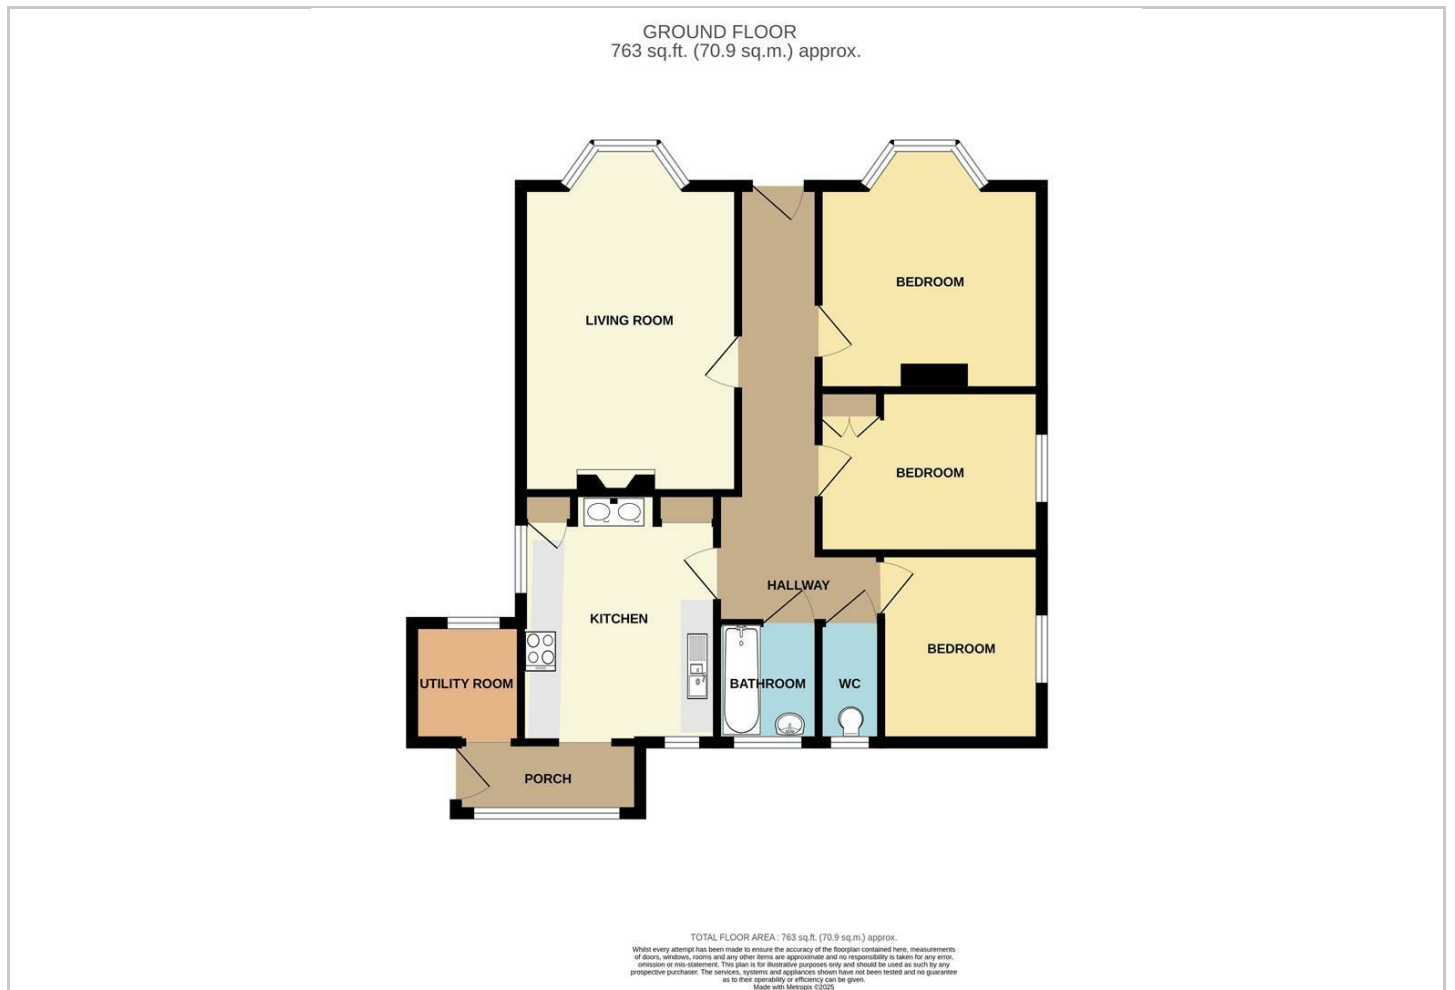 GROUND FLOOR
763 sq.ft. (70.9 sq.m.) approx.
BEDROOM
LIVING ROOM
BEDROOM
HALLWAY
KITCHEN
BEDROOM
UTILITY ROOM
BATHROOM
WC
PORCH
TOTAL FLOOR AREA : 763 sq.ft. (70.9 sq.m.) approx.
Whilst every attempt has been made to ensure the accuracy of the floorplan contained here, measurements
of doors, windows, rooms and any other items are approximate and no responsibility is taken for any error,
omission or mis-statement. This plan is for illustrative purposes only and should be used as such by any
prospective purchaser. The services, systems and appliances shown have not been tested and no guarantee
as to their operability or efficiency can be given.
Made with Metropix ©2025